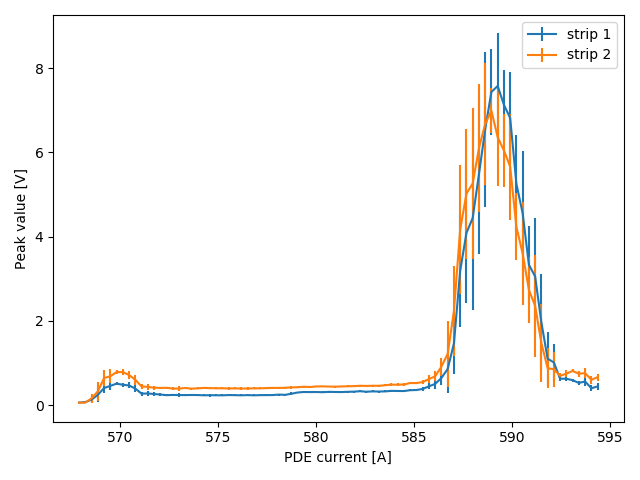 strip 1
strip 2
8
6
4
2
0
Peak value [V]
570 575 580 585 590 595
PDE current [A]